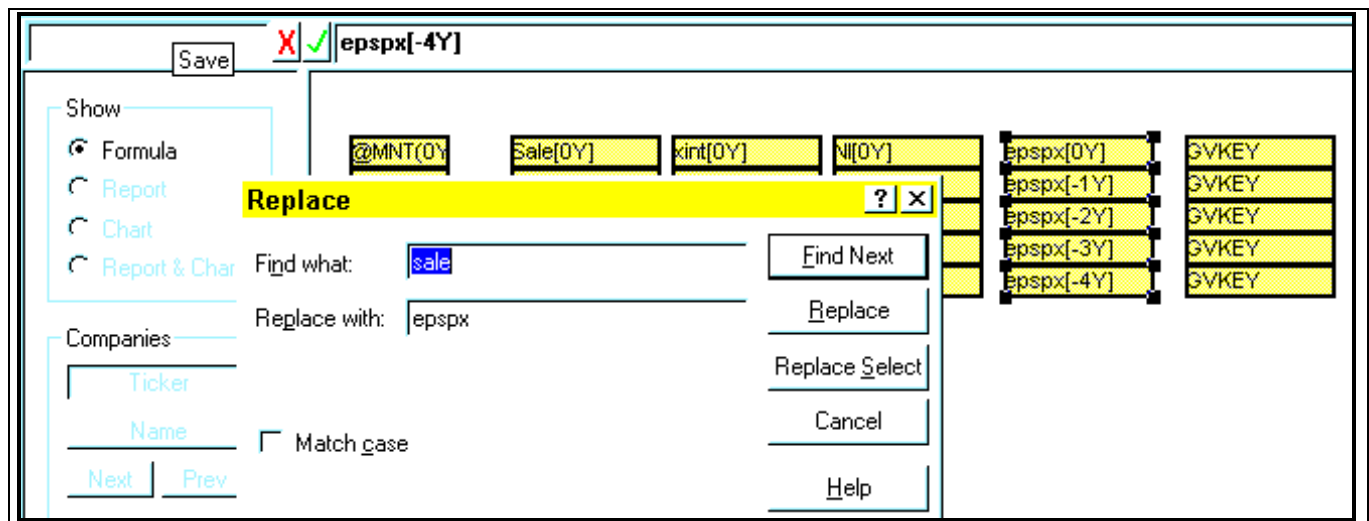 X ✓ epspx[-4Y]
Save
Show
Formula
Report
Chart
Report & Char
@MNT(0Y Sale[0Y] xint[0Y] NI[0Y] epspx[0Y] GVKEY
epspx[-1Y] GVKEY
epspx[-2Y] GVKEY
epspx[-3Y] GVKEY
epspx[-4Y] GVKEY
Replace ? ×
Find what: sale Find Next
Replace with: epspx Replace
Replace Select
Cancel
Match case
Help
Companies
Ticker
Name
Next Prev